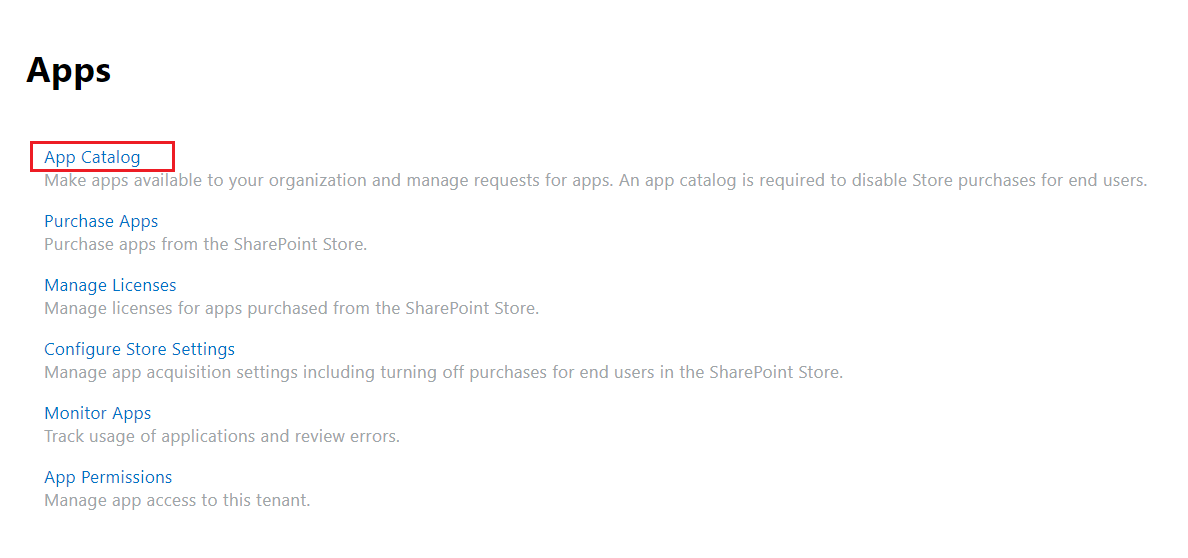 Apps
App Catalog
Make apps available to your organization and manage requests for apps. An app catalog is required to disable Store purchases for end users.
Purchase Apps
Purchase apps from the SharePoint Store.
Manage Licenses
Manage licenses for apps purchased from the SharePoint Store.
Configure Store Settings
Manage app acquisition settings including turning off purchases for end users in the SharePoint Store.
Monitor Apps
Track usage of applications and review errors.
App Permissions
Manage app access to this tenant.